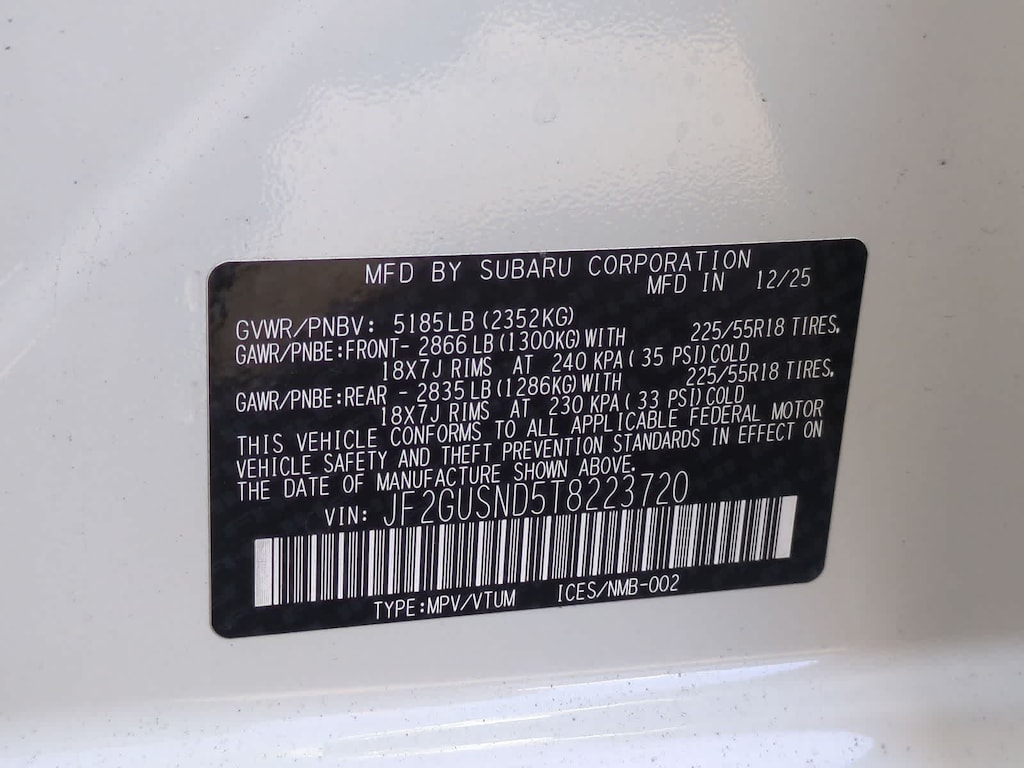 MFD BY SUBARU CORPORATION
MFD IN 12/25
GVWR/PNBV: 5185LB (2352KG)
GAWR/PNBE:FRONT- 2866 LB (1300KG) WITH 225/55R18 TIRES.
18X7J RIMS AT 240 KPA ( 35 PSI) COLD
GAWR/PNBE:REAR - 2835 LB (1286KG) WITH 225/55R18 TIRES.
18X7J RIMS AT 230 KPA ( 33 PSI) COLD
THIS VEHICLE CONFORMS TO ALL APPLICABLE FEDERAL MOTOR
VEHICLE SAFETY AND THEFT PREVENTION STANDARDS IN EFFECT ON
THE DATE OF MANUFACTURE SHOWN ABOVE.
VIN: JF2GUSND5T8223720
TYPE:MPV/VTUM ICES/NMB-002